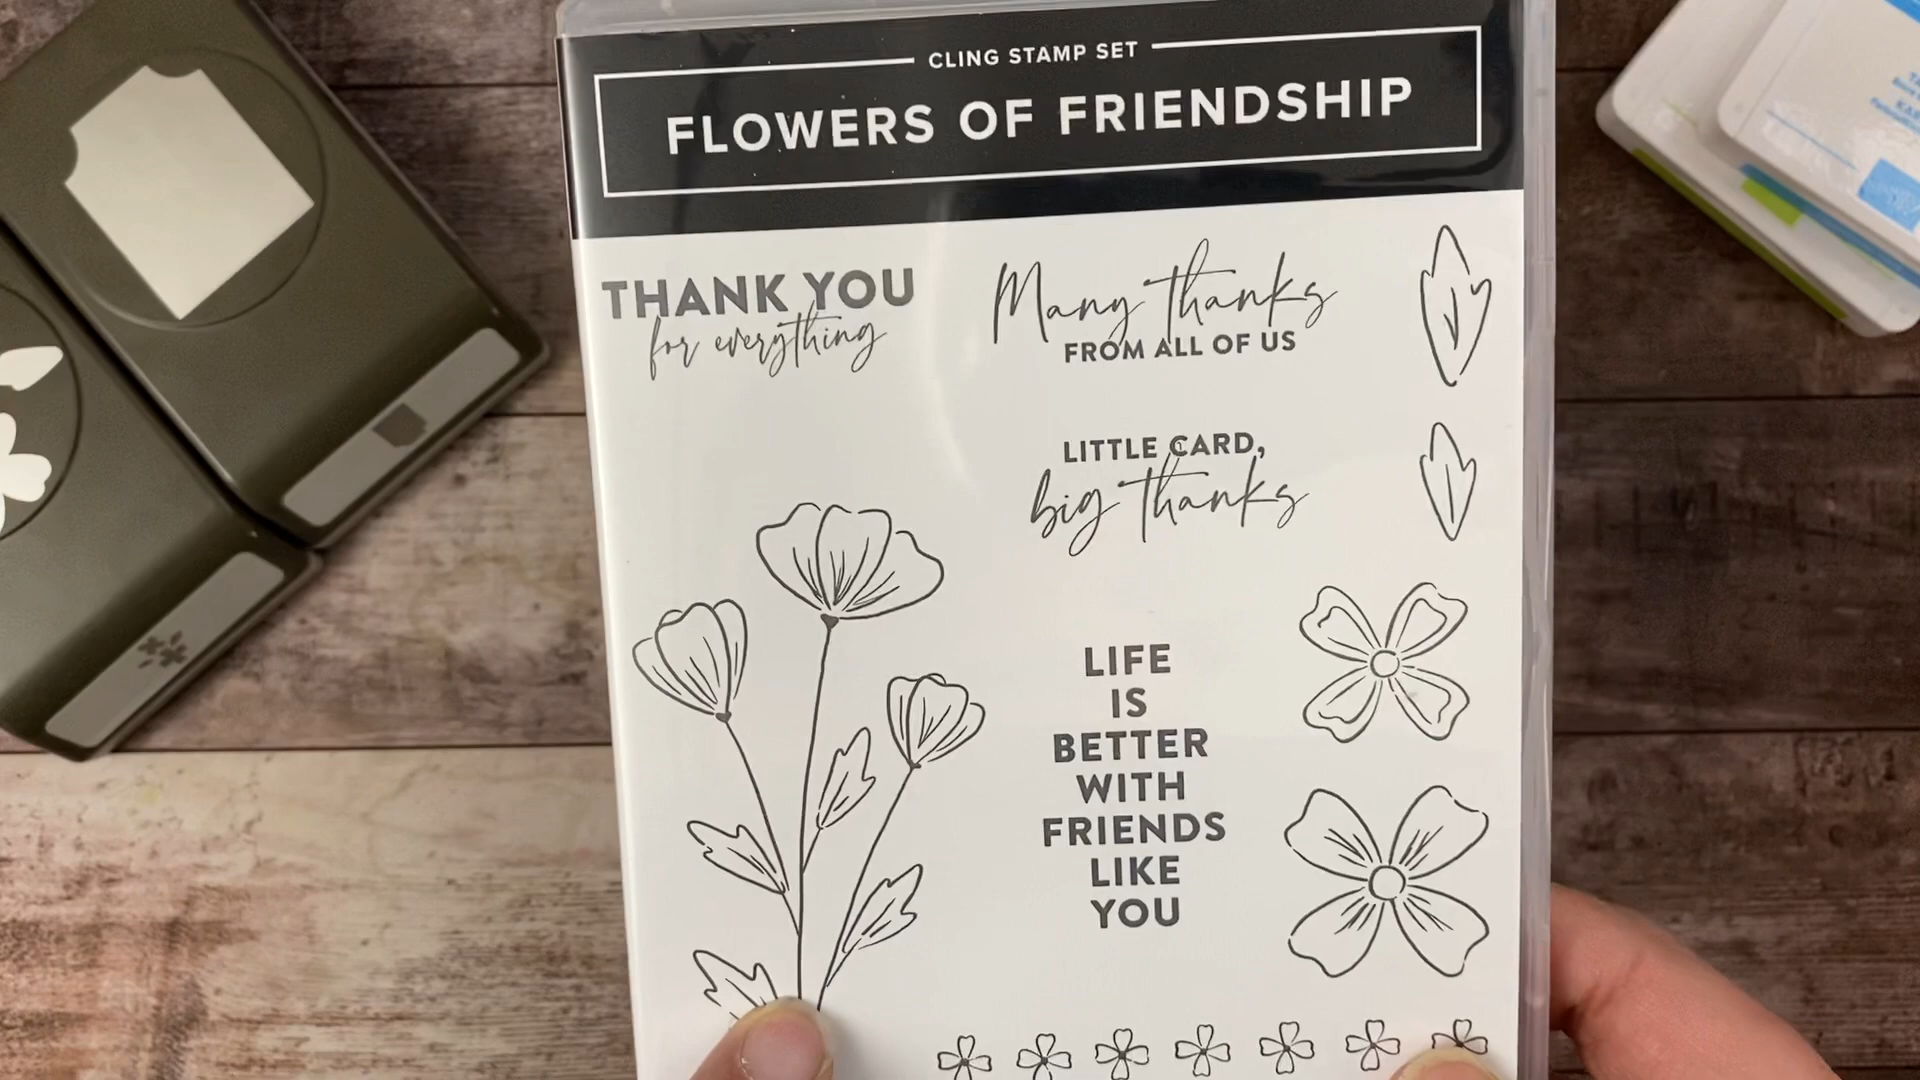 CLING STAMP SET
FLOWERS OF FRIENDSHIP
THANK YOU
for everything
Many thanks
FROM ALL OF US
LITTLE CARD,
big thanks
LIFE
IS
BETTER
WITH
FRIENDS
LIKE
YOU